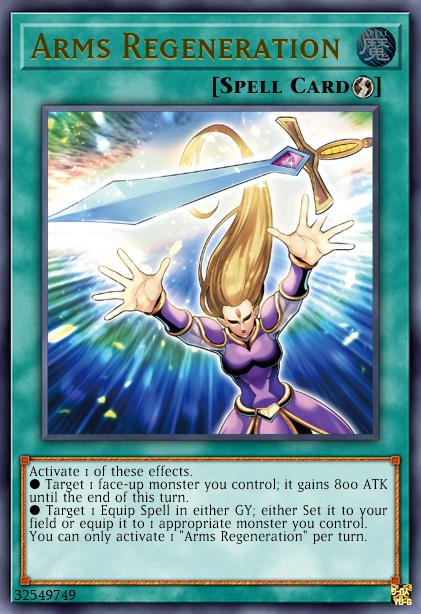 ARMS REGENERATION
[SPELL CARD]
Activate 1 of these effects.
● Target 1 face-up monster you control; it gains 800 ATK
until the end of this turn.
● Target 1 Equip Spell in either GY; either Set it to your
field or equip it to 1 appropriate monster you control.
You can only activate 1 "Arms Regeneration" per turn.
32549749